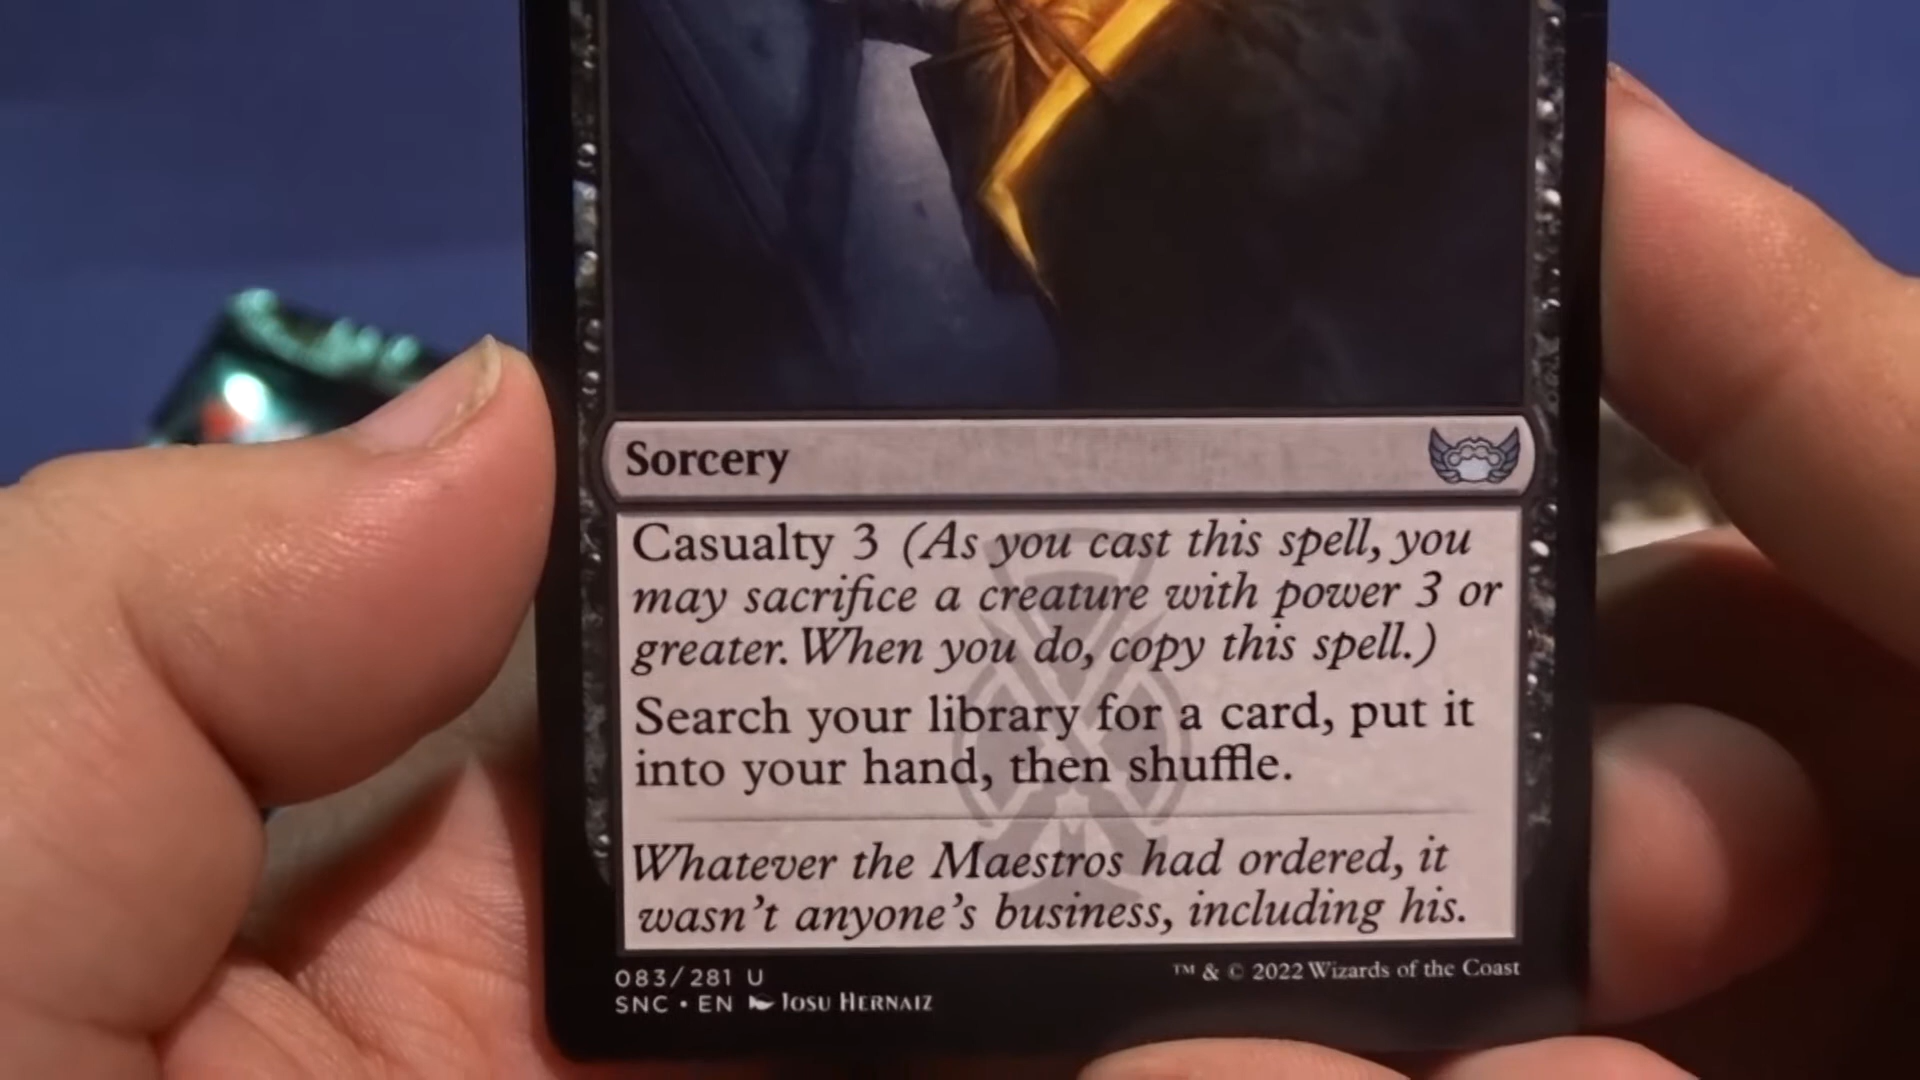 Sorcery
Casualty 3 (As you cast this spell, you
may sacrifice a creature with power 3 or
greater. When you do, copy this spell.)
Search your library for a card, put it
into your hand, then shuffle.
Whatever the Maestros had ordered, it
wasn't anyone's business, including his.
083/281 U
™ & © 2022 Wizards of the Coast
SNC • EN Josu Hernaiz